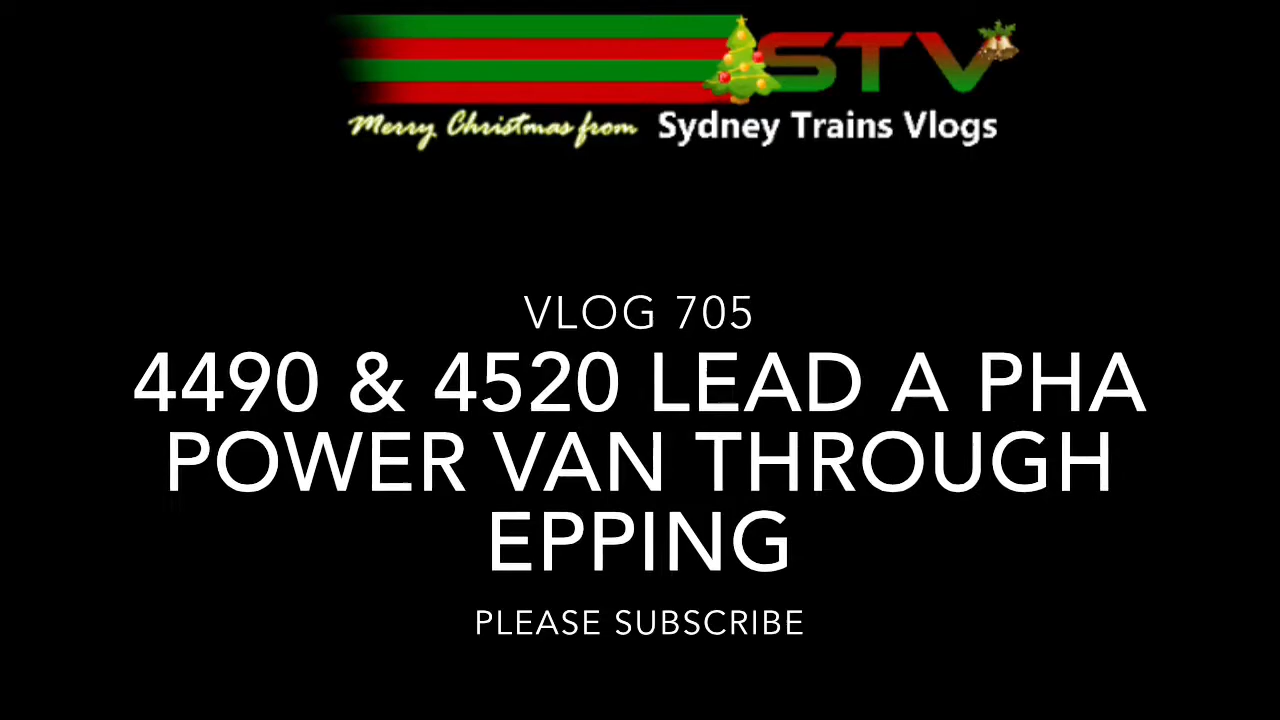 STV
Merry Christmas from Sydney Trains Vlogs
VLOG 705
4490 & 4520 LEAD A PHA
POWER VAN THROUGH
EPPING
PLEASE SUBSCRIBE